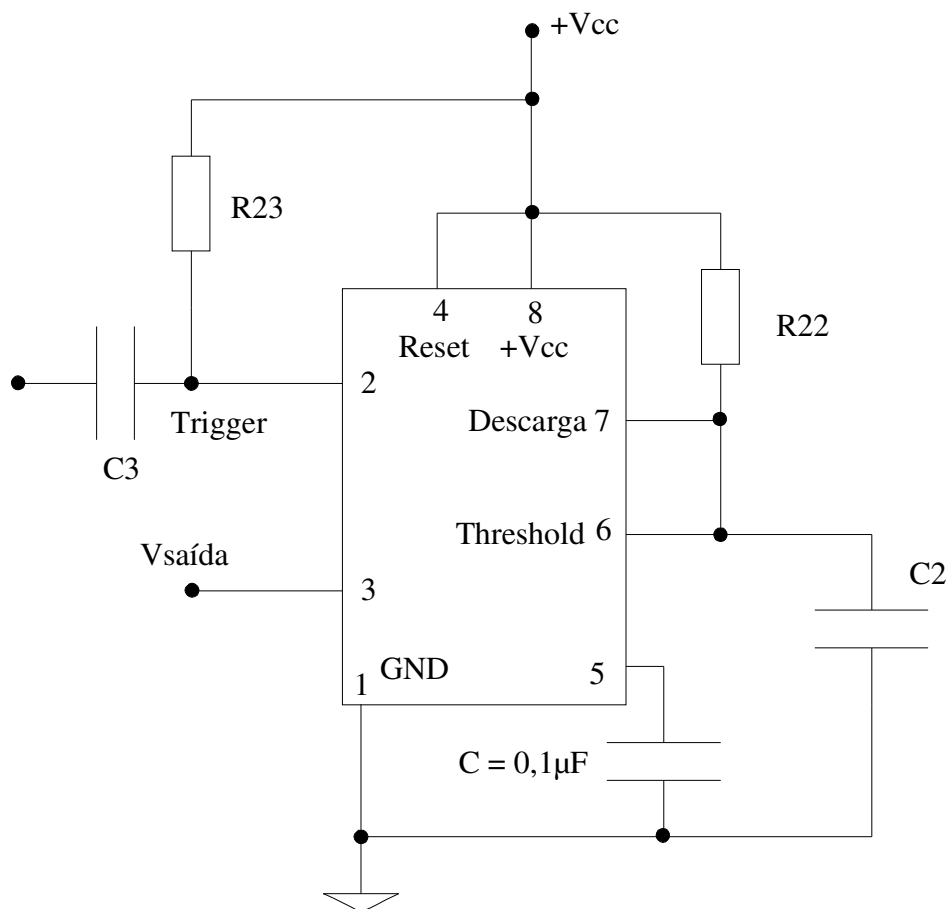 +Vcc
R23
4
8
Reset
+Vcc
R22
2
Trigger
Descarga 7
C3
Threshold 6
Vsaída
3
C2
GND
1
5
C = 0,1µF